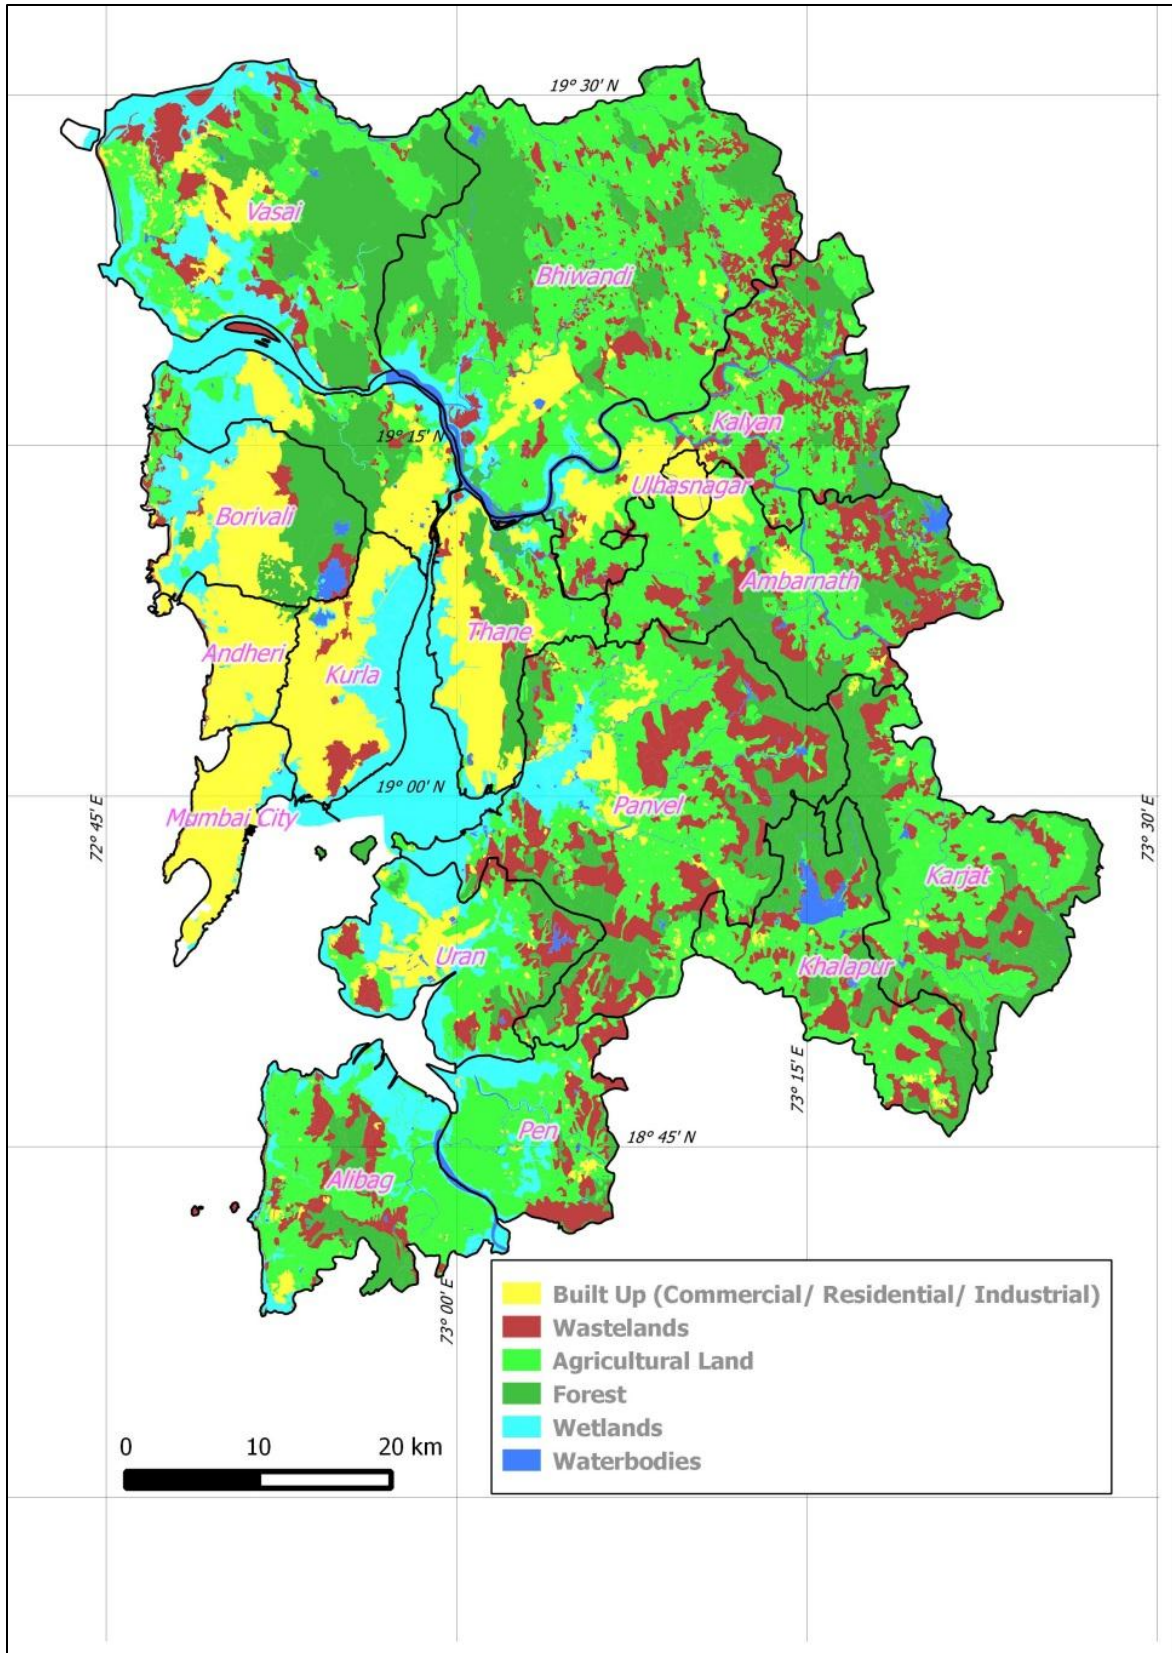 19° 30' N
Vasai
Bhiwandi
19° 15' N
Kalyan
Ulhasnagar
Borivali
Ambarnath
Thane
Andheri
Kurla
19° 00' N
Mumbai City
Panvel
72° 45' E
73° 30' E
Karjat
Uran
Khalapur
73° 15' E
Pen
18° 45' N
Alibag
73° 00' E
Built Up (Commercial/ Residential/ Industrial)
Wastelands
Agricultural Land
Forest
Wetlands
Waterbodies
0 10 20 km